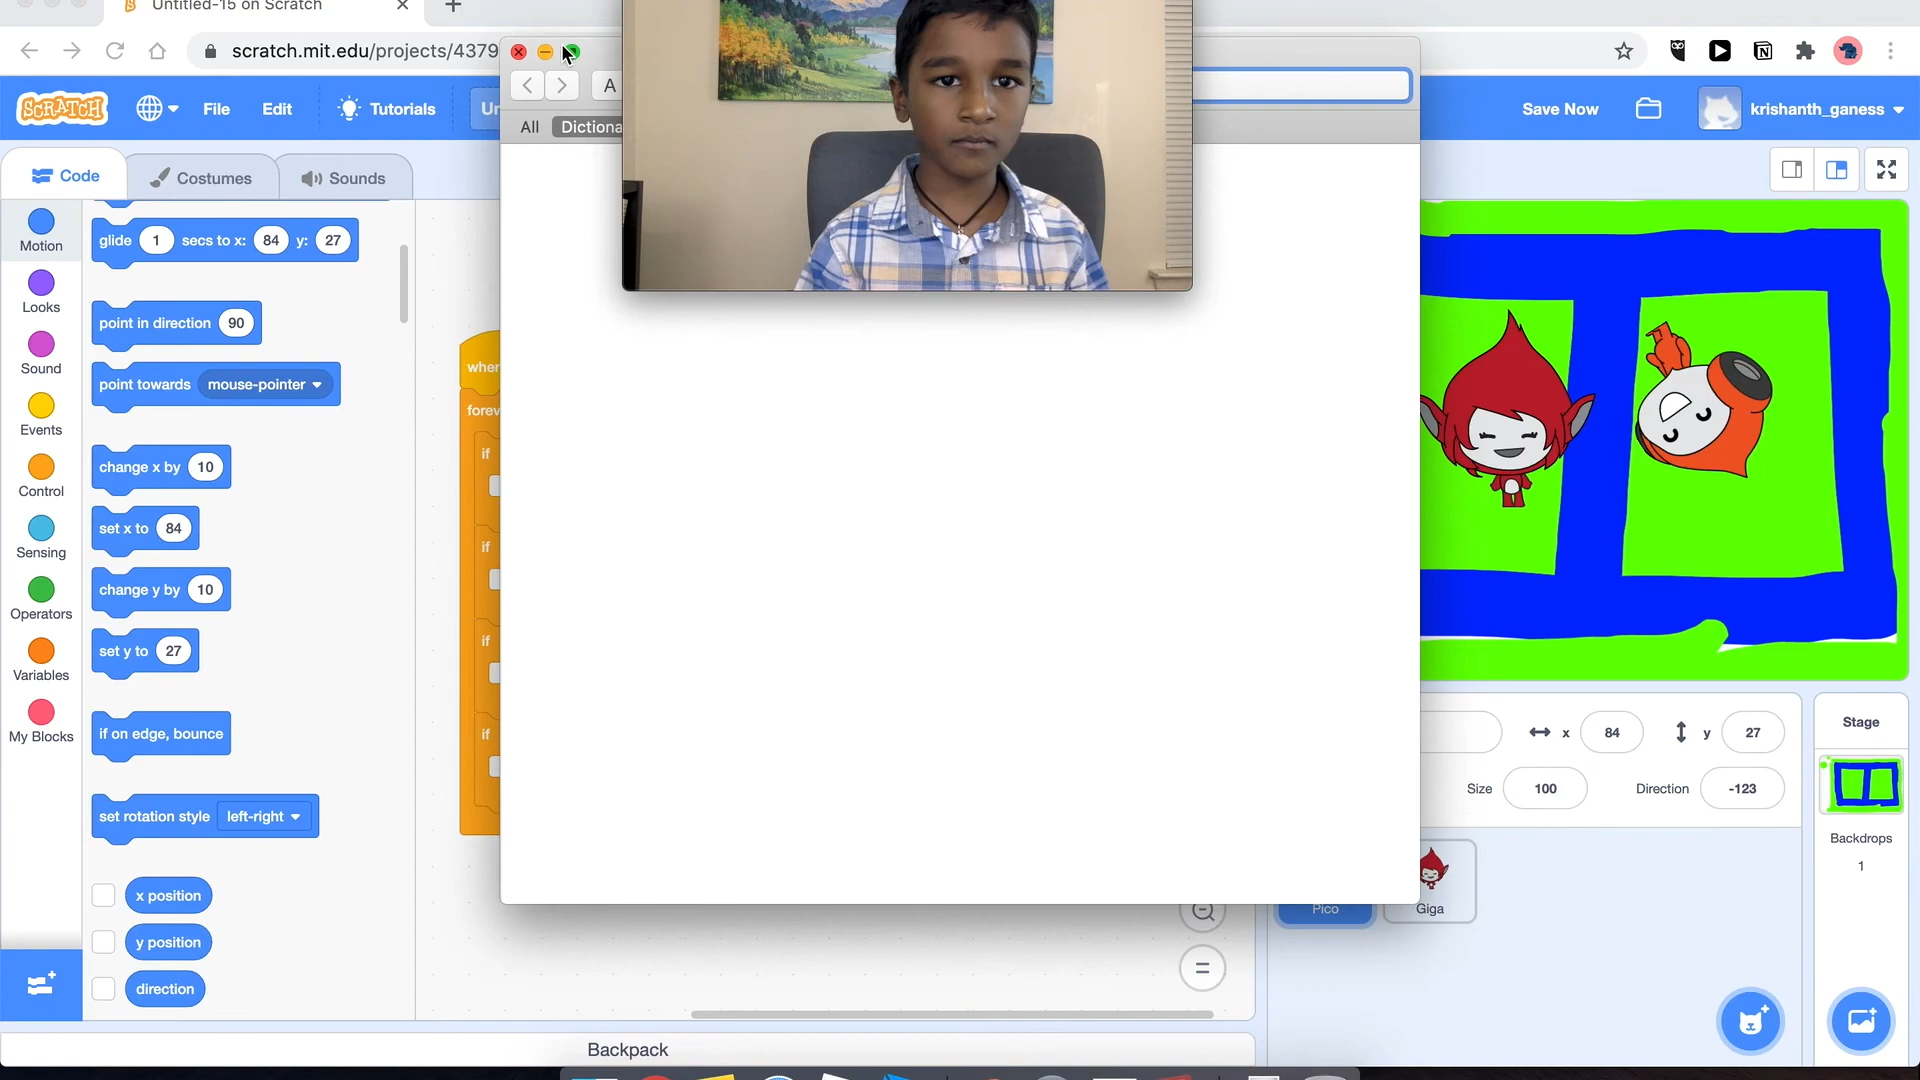 Untitled-15 on Scratch
scratch.mit.edu/projects/4379
SCRATCH
File
Edit
Tutorials
Un
Save Now
krishanth_ganess
A
All
Dictiona
Code
Costumes
Sounds
Motion
Looks
Sound
Events
Control
Sensing
Operators
Variables
My Blocks
glide 1 secs to x: 84 y: 27
point in direction 90
point towards mouse-pointer
change x by 10
set x to 84
change y by 10
set y to 27
if on edge, bounce
set rotation style left-right
x position
y position
direction
when
forev
if
if
if
if
Backpack
x 84
y 27
Size 100
Direction -123
Pico
Giga
Stage
Backdrops
1